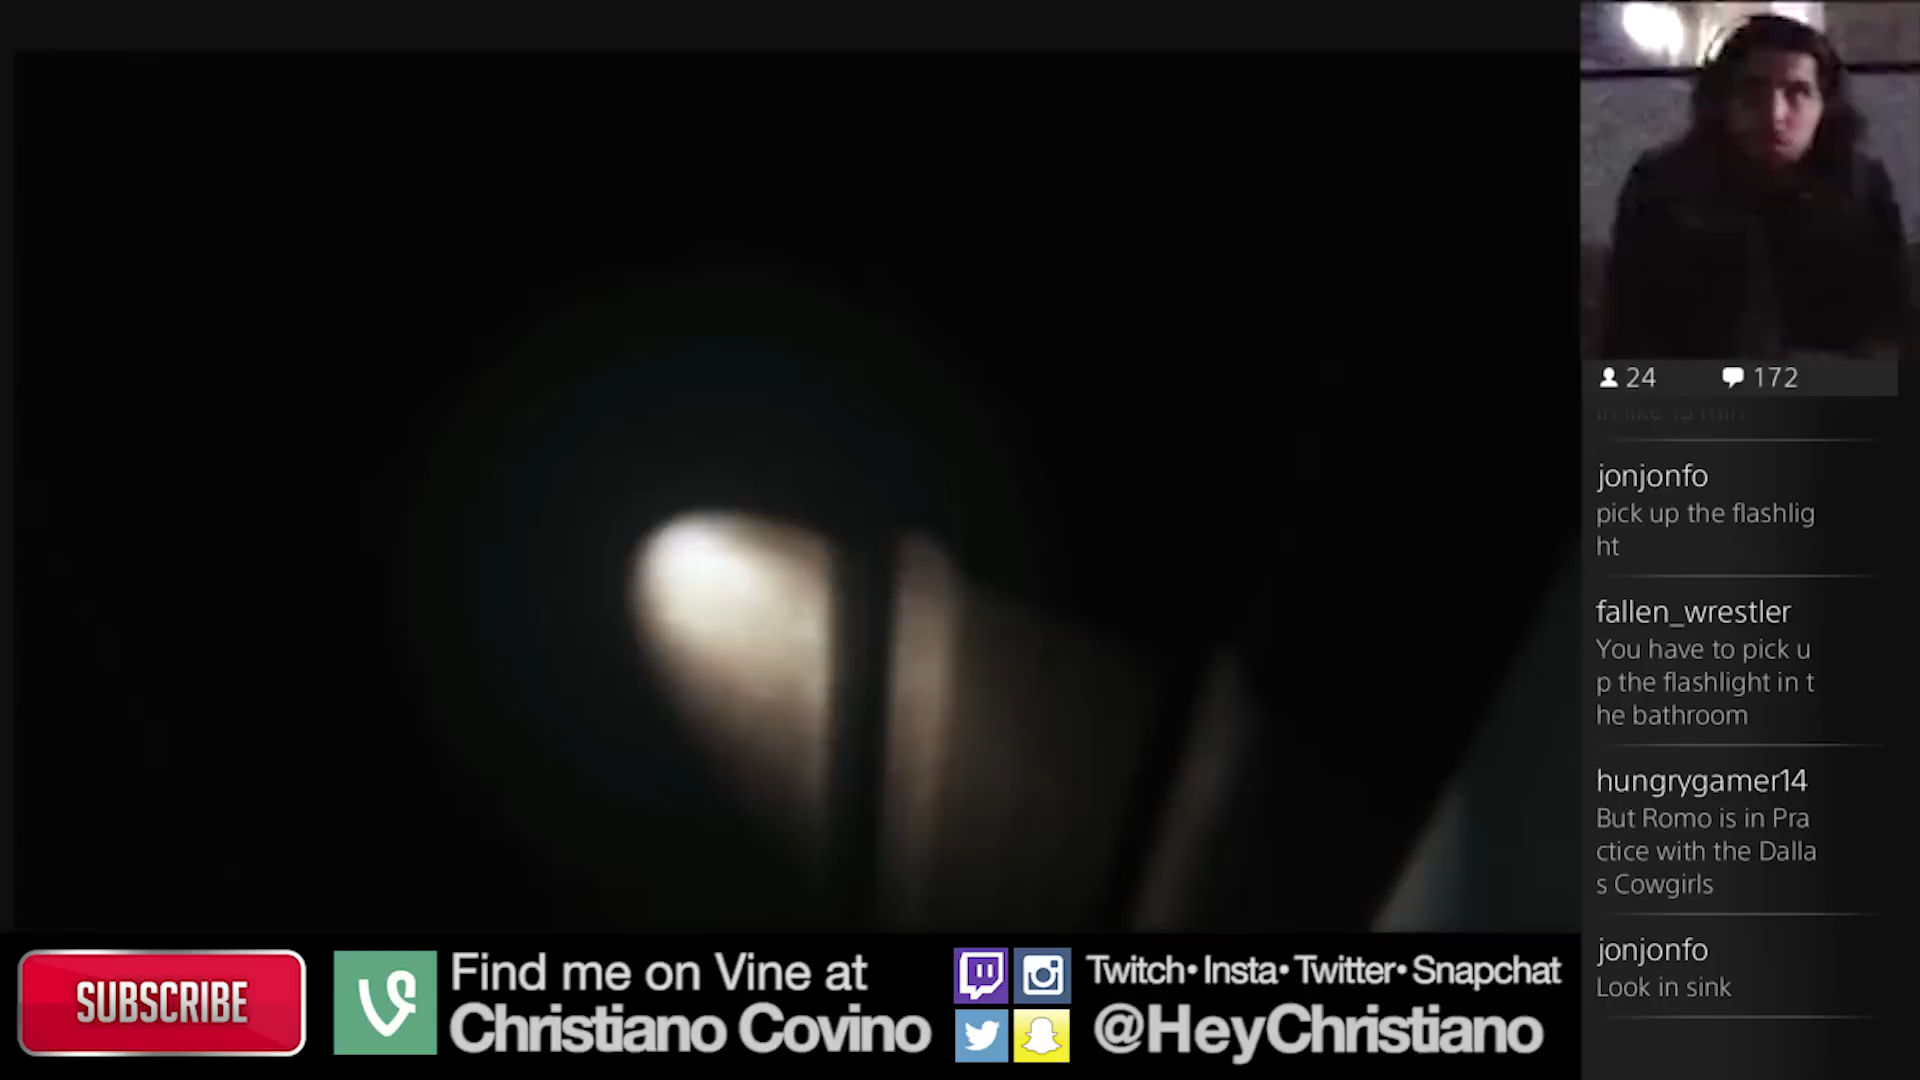 24 172
jonjonfo
pick up the flashlig
ht
fallen_wrestler
You have to pick u
p the flashlight in t
he bathroom
hungrygamer14
But Romo is in Pra
ctice with the Dalla
s Cowgirls
jonjonfo
Look in sink
SUBSCRIBE
Find me on Vine at
Christiano Covino
Twitch• Insta• Twitter• Snapchat
@HeyChristiano